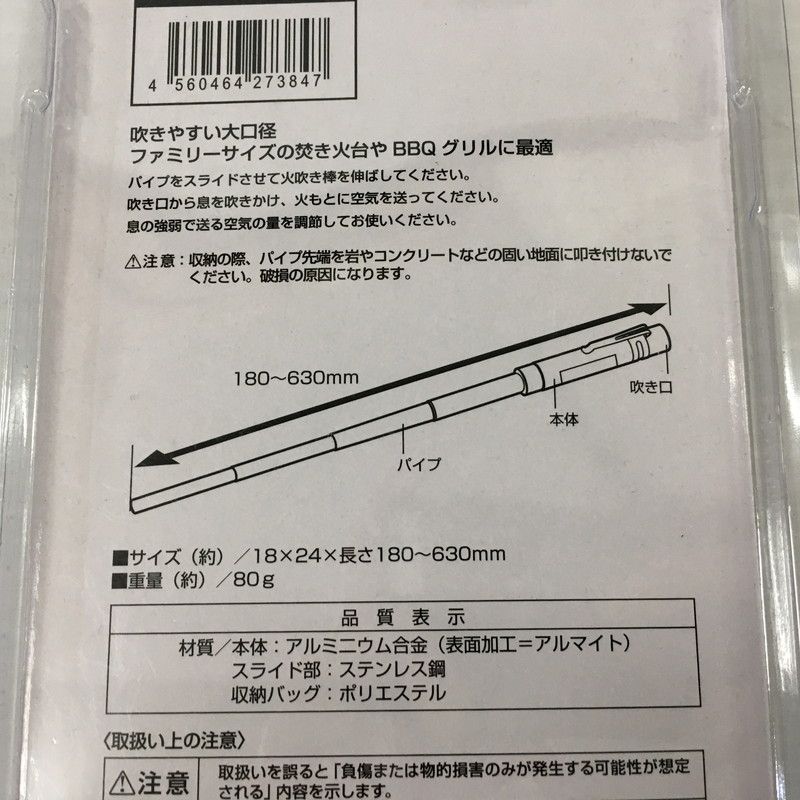 4 560464 273847
吹きやすい大口径
ファミリーサイズの焚き火台や BBQ グリルに最適
パイプをスライドさせて火吹き棒を伸ばしてください。
吹き口から息を吹きかけ、火もとに空気を送ってください。
息の強弱で送る空気の量を調節してお使いください。
⚠注意：収納の際、パイプ先端を岩やコンクリートなどの固い地面に叩き付けないで
ください。破損の原因になります。
180〜630mm
吹き口
本体
パイプ
■サイズ（約）／18×24×長さ180〜630mm
■重量（約）／80g
品質表示
材質／本体：アルミニウム合金（表面加工＝アルマイト）
スライド部：ステンレス鋼
収納バッグ：ポリエステル
〈取扱い上の注意〉
⚠注意
取扱いを誤ると「負傷または物的損害のみが発生する可能性が想定
される」内容を示します。